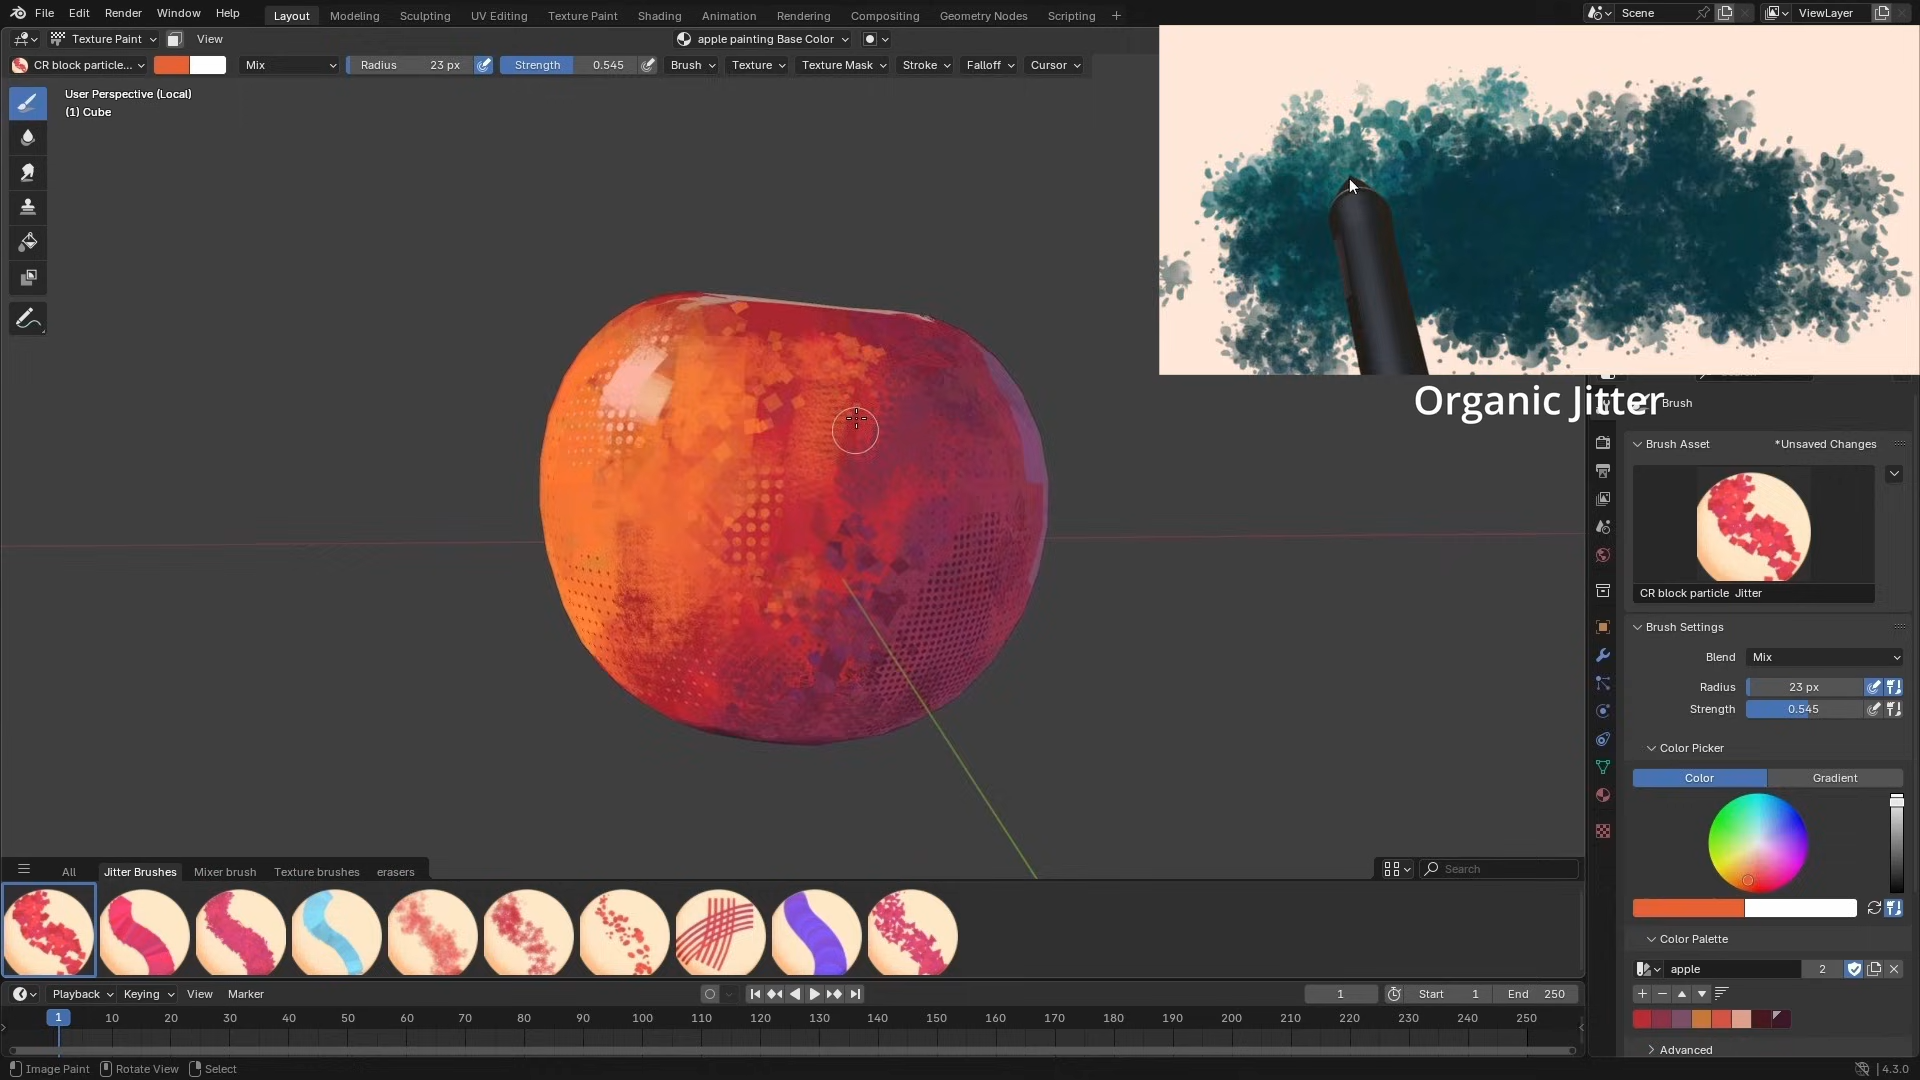 File Edit Render Window Help Layout Modeling Sculpting UV Editing Texture Paint Shading Animation Rendering Compositing Geometry Nodes Scripting + Scene ViewLayer
Texture Paint View apple painting Base Color
CR block particle... Mix Radius 23 px Strength 0.545 Brush Texture Texture Mask Stroke Falloff Cursor
User Perspective (Local)
(1) Cube
Organic Jitter
Brush
Brush Asset *Unsaved Changes
CR block particle Jitter
Brush Settings
Blend Mix
Radius 23 px
Strength 0.545
Color Picker
Color Gradient
Color Palette
apple 2
Advanced
All Jitter Brushes Mixer brush Texture brushes erasers Search
Playback Keying View Marker 1 Start 1 End 250
1 10 20 30 40 50 60 70 80 90 100 110 120 130 140 150 160 170 180 190 200 210 220 230 240 250
Image Paint Rotate View Select 4.3.0